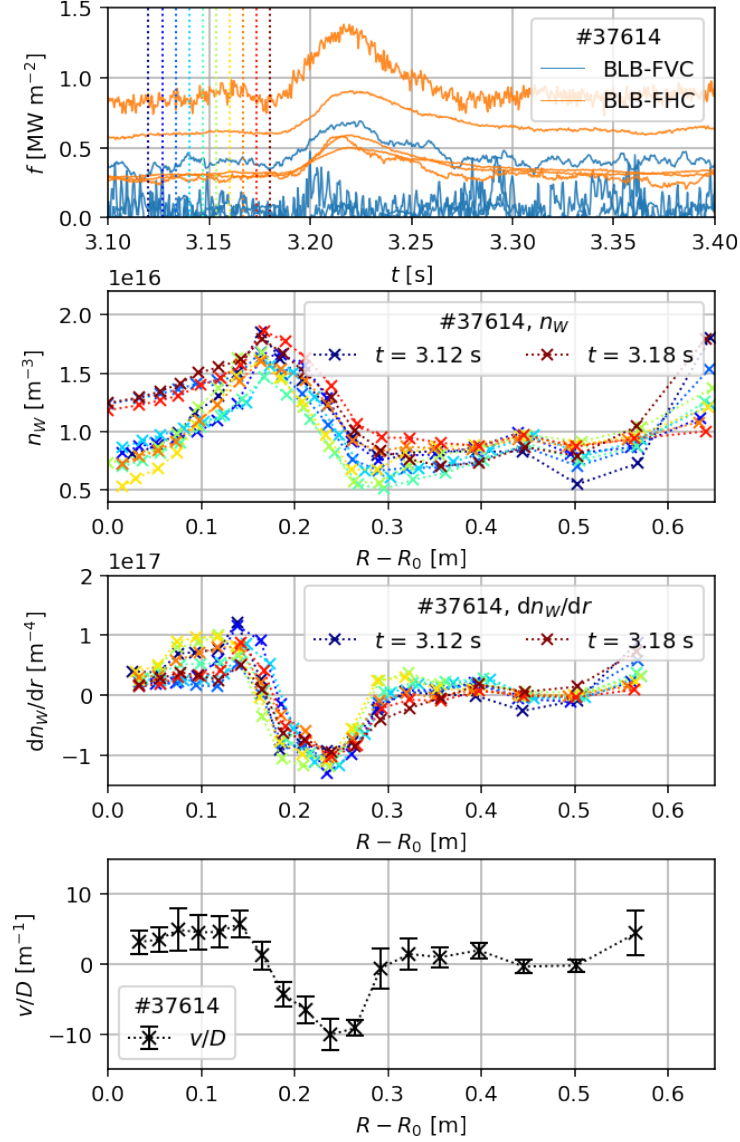 1.5
1.0
0.5
0.0
f [MW m⁻²]
#37614
BLB-FVC
BLB-FHC
3.10 3.15 3.20 3.25 3.30 3.35 3.40
t [s]
1e16
2.0
1.5
1.0
0.5
n_W [m⁻³]
#37614, n_W
t = 3.12 s t = 3.18 s
0.0 0.1 0.2 0.3 0.4 0.5 0.6
R − R₀ [m]
1e17
2
1
0
−1
dn_W/dr [m⁻⁴]
#37614, dn_W/dr
t = 3.12 s t = 3.18 s
0.0 0.1 0.2 0.3 0.4 0.5 0.6
R − R₀ [m]
10
0
−10
v/D [m⁻¹]
#37614
v/D
0.0 0.1 0.2 0.3 0.4 0.5 0.6
R − R₀ [m]